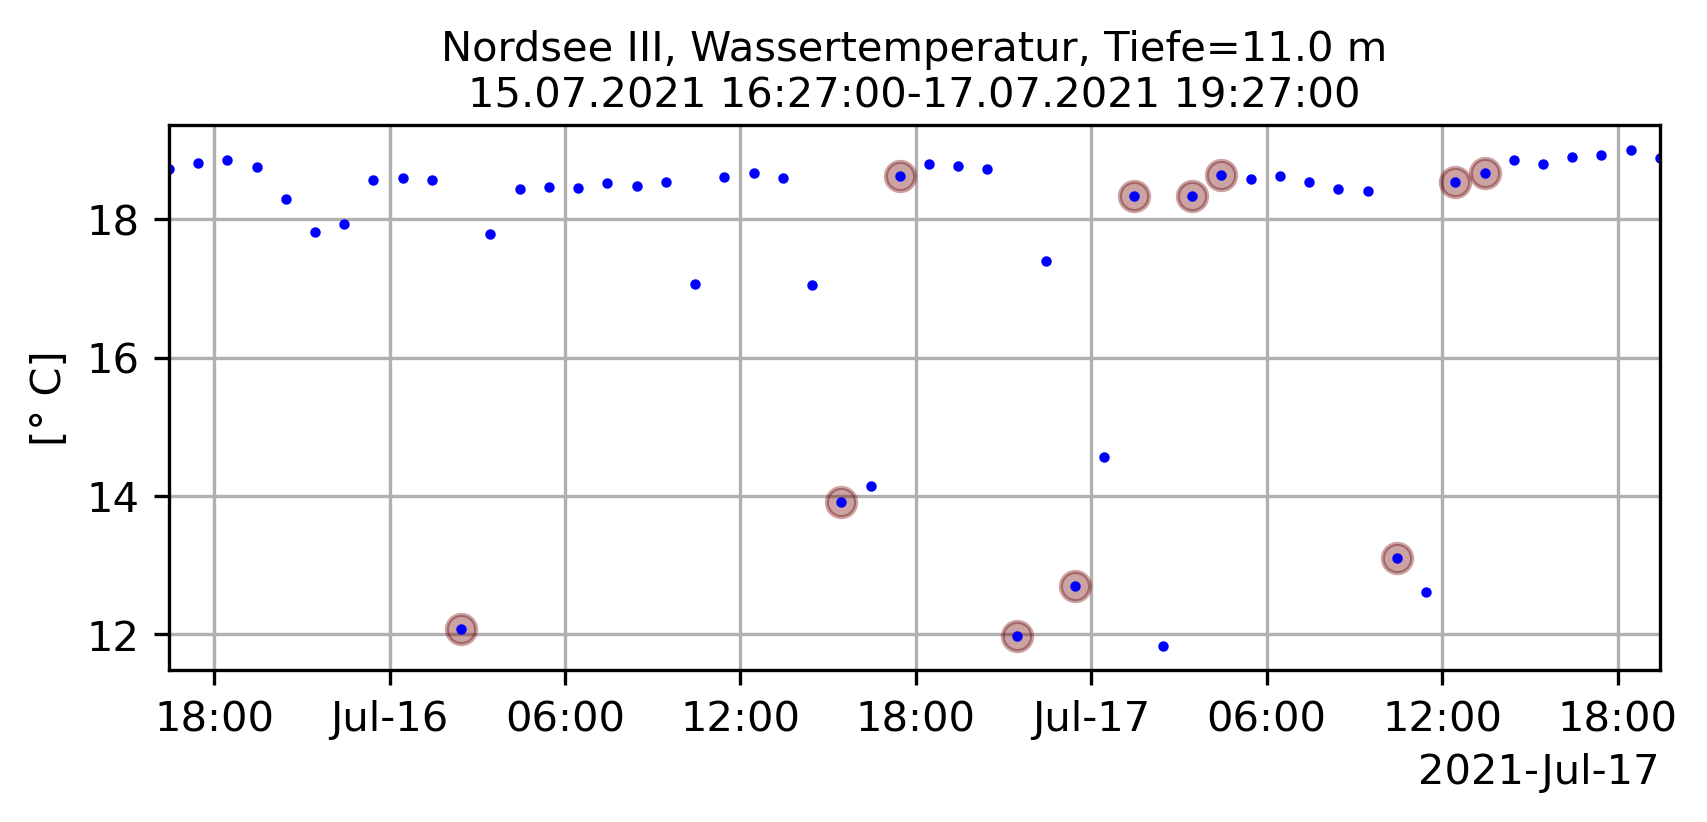 Nordsee III, Wassertemperatur, Tiefe=11.0 m
15.07.2021 16:27:00-17.07.2021 19:27:00
[° C]
18
16
14
12
18:00 Jul-16 06:00 12:00 18:00 Jul-17 06:00 12:00 18:00
2021-Jul-17